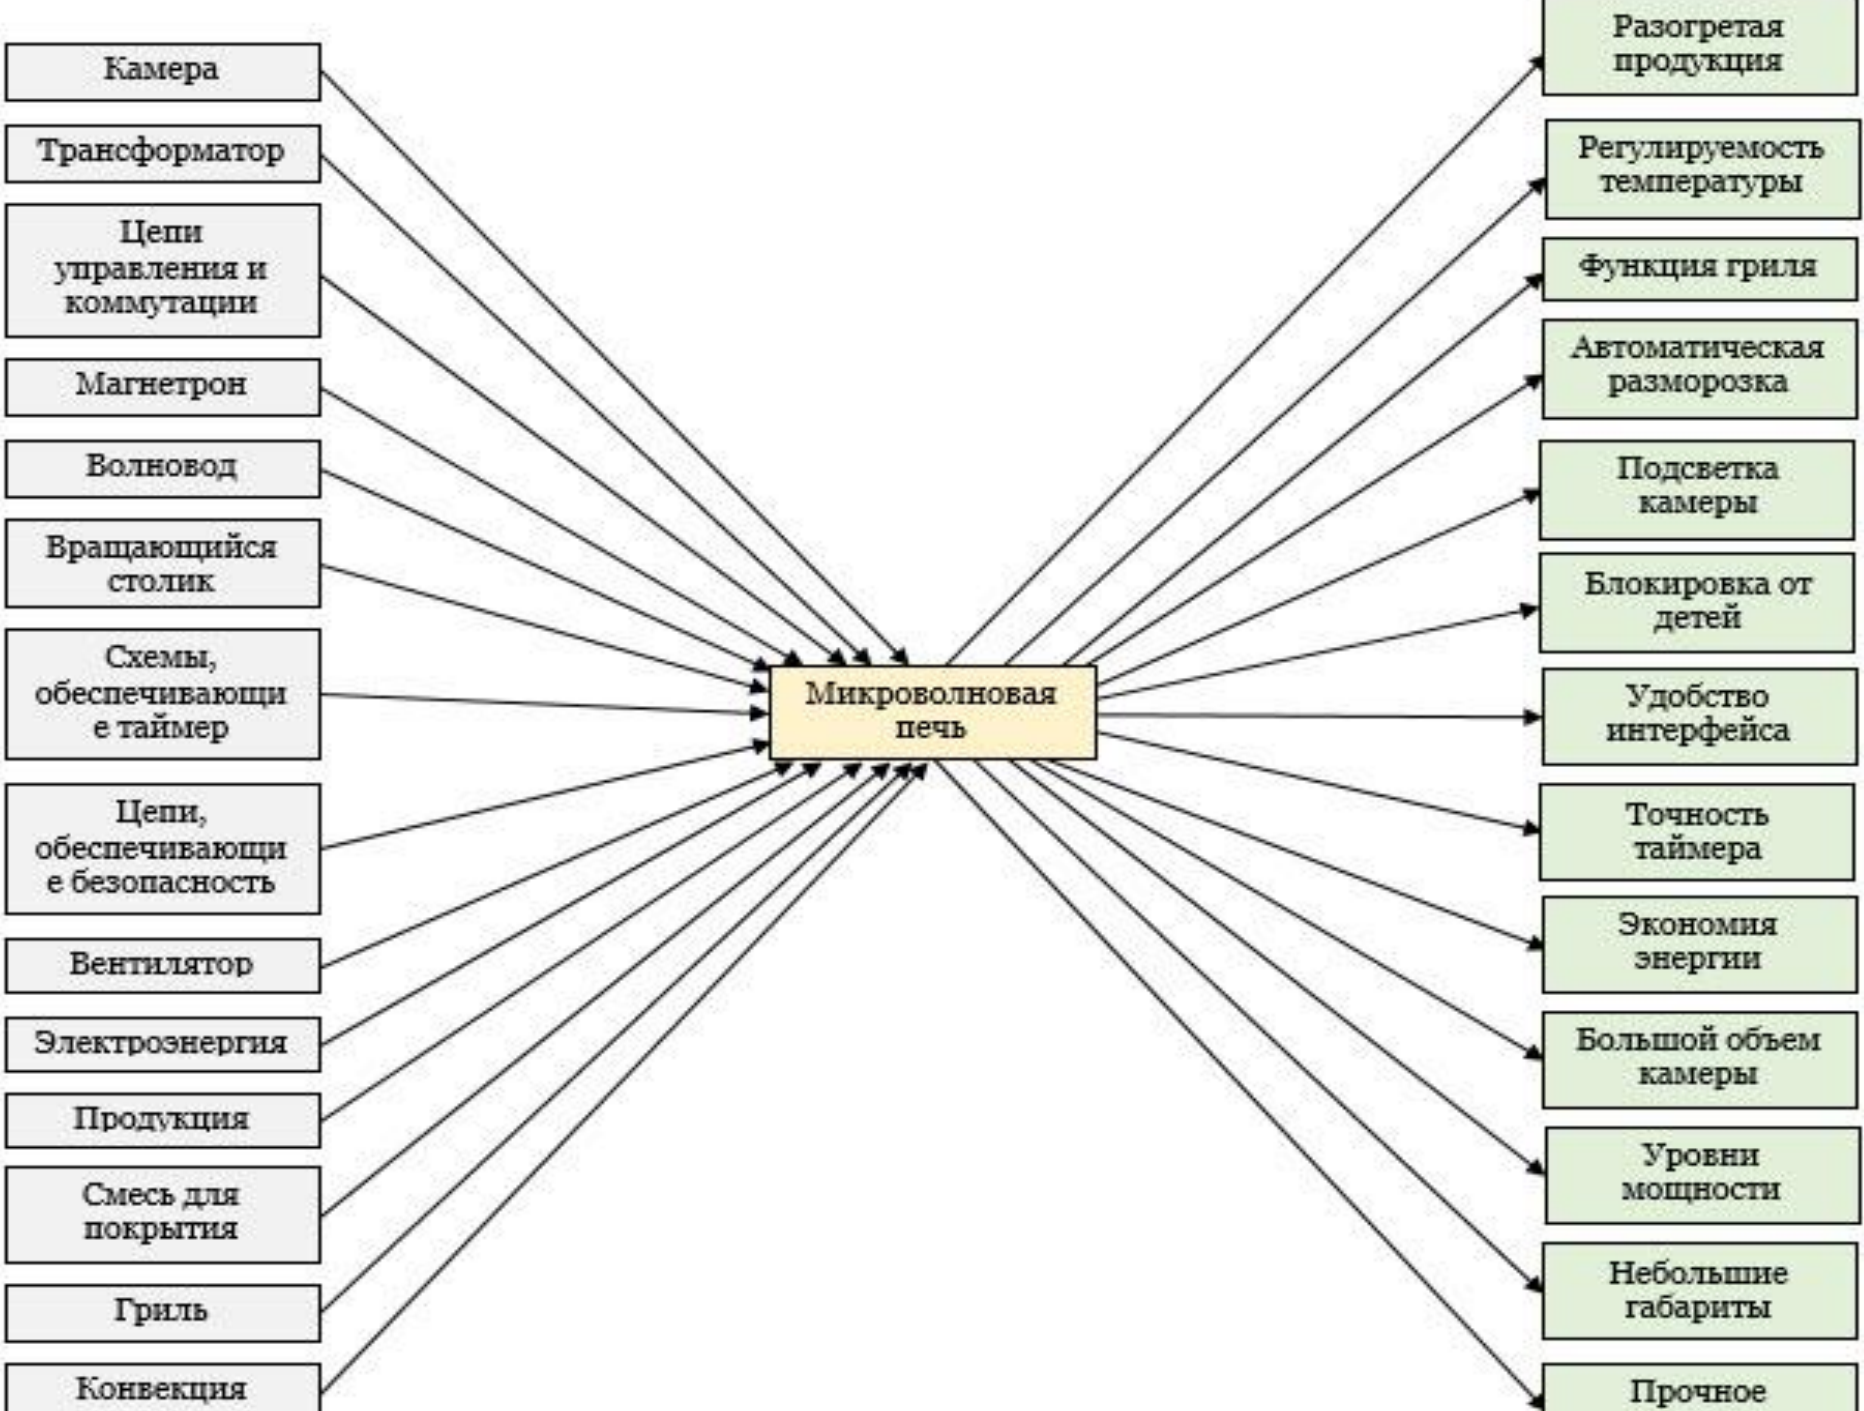 Камера
Трансформатор
Цепи
управления и
коммутации
Магнетрон
Волновод
Вращающийся
столик
Схемы,
обеспечивающи
е таймер
Цепи,
обеспечивающи
е безопасность
Вентилятор
Электроэнергия
Продукция
Смесь для
покрытия
Гриль
Конвекция
Микроволновая
печь
Разогретая
продукция
Регулируемость
температуры
Функция гриля
Автоматическая
разморозка
Подсветка
камеры
Блокировка от
детей
Удобство
интерфейса
Точность
таймера
Экономия
энергии
Большой объем
камеры
Уровни
мощности
Небольшие
габариты
Прочное